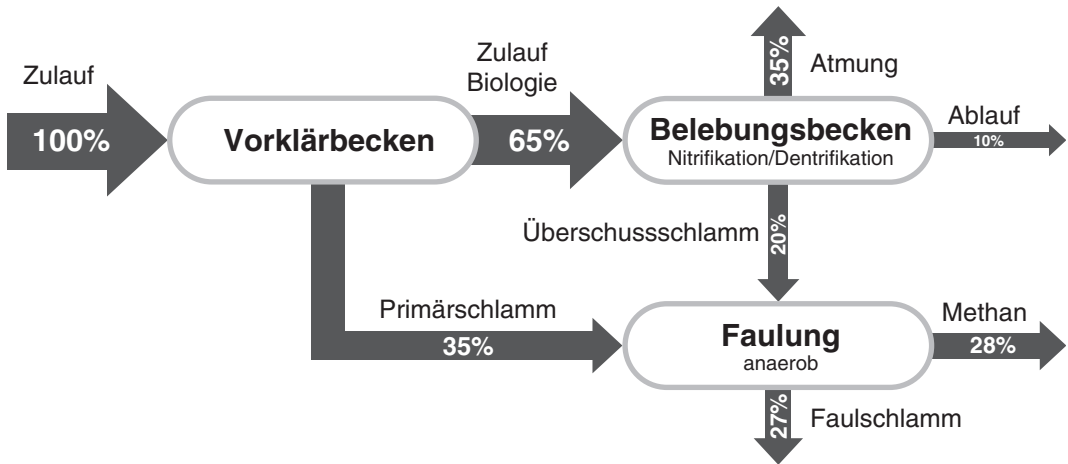 Zulauf
100%
Vorklärbecken
Zulauf
Biologie
65%
35%
Atmung
Belebungsbecken
Nitrifikation/Dentrifikation
Ablauf
10%
Überschussschlamm
20%
Primärschlamm
35%
Faulung
anaerob
Methan
28%
27%
Faulschlamm